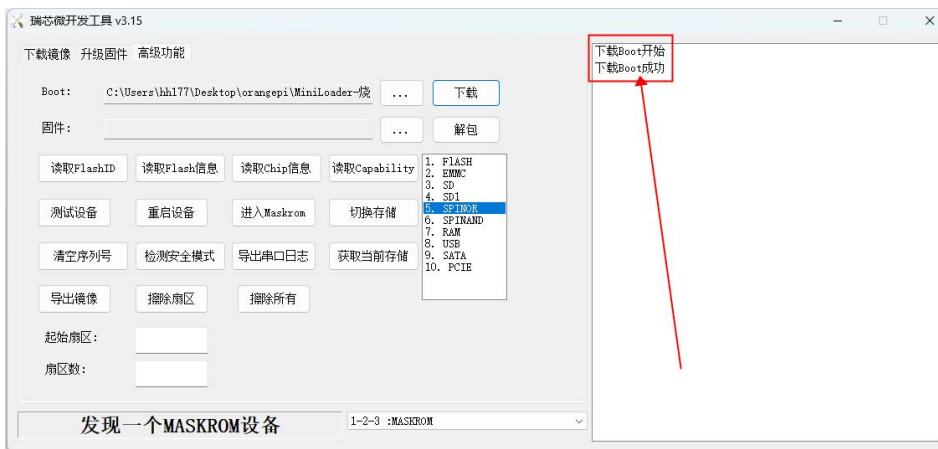 瑞芯微开发工具 v3.15
下载镜像 升级固件 高级功能
Boot: C:\Users\hh177\Desktop\orangepi\MiniLoader-烧 ... 下载
固件: ... 解包
读取FlashID 读取Flash信息 读取Chip信息 读取Capability
测试设备 重启设备 进入Maskrom 切换存储
清空序列号 检测安全模式 导出串口日志 获取当前存储
导出镜像 擦除扇区 擦除所有
1. FlASH
2. EMMC
3. SD
4. SD1
5. SPINOR
6. SPINAND
7. RAM
8. USB
9. SATA
10. PCIE
起始扇区:
扇区数:
发现一个MASKROM设备 1-2-3 :MASKROM
下载Boot开始
下载Boot成功